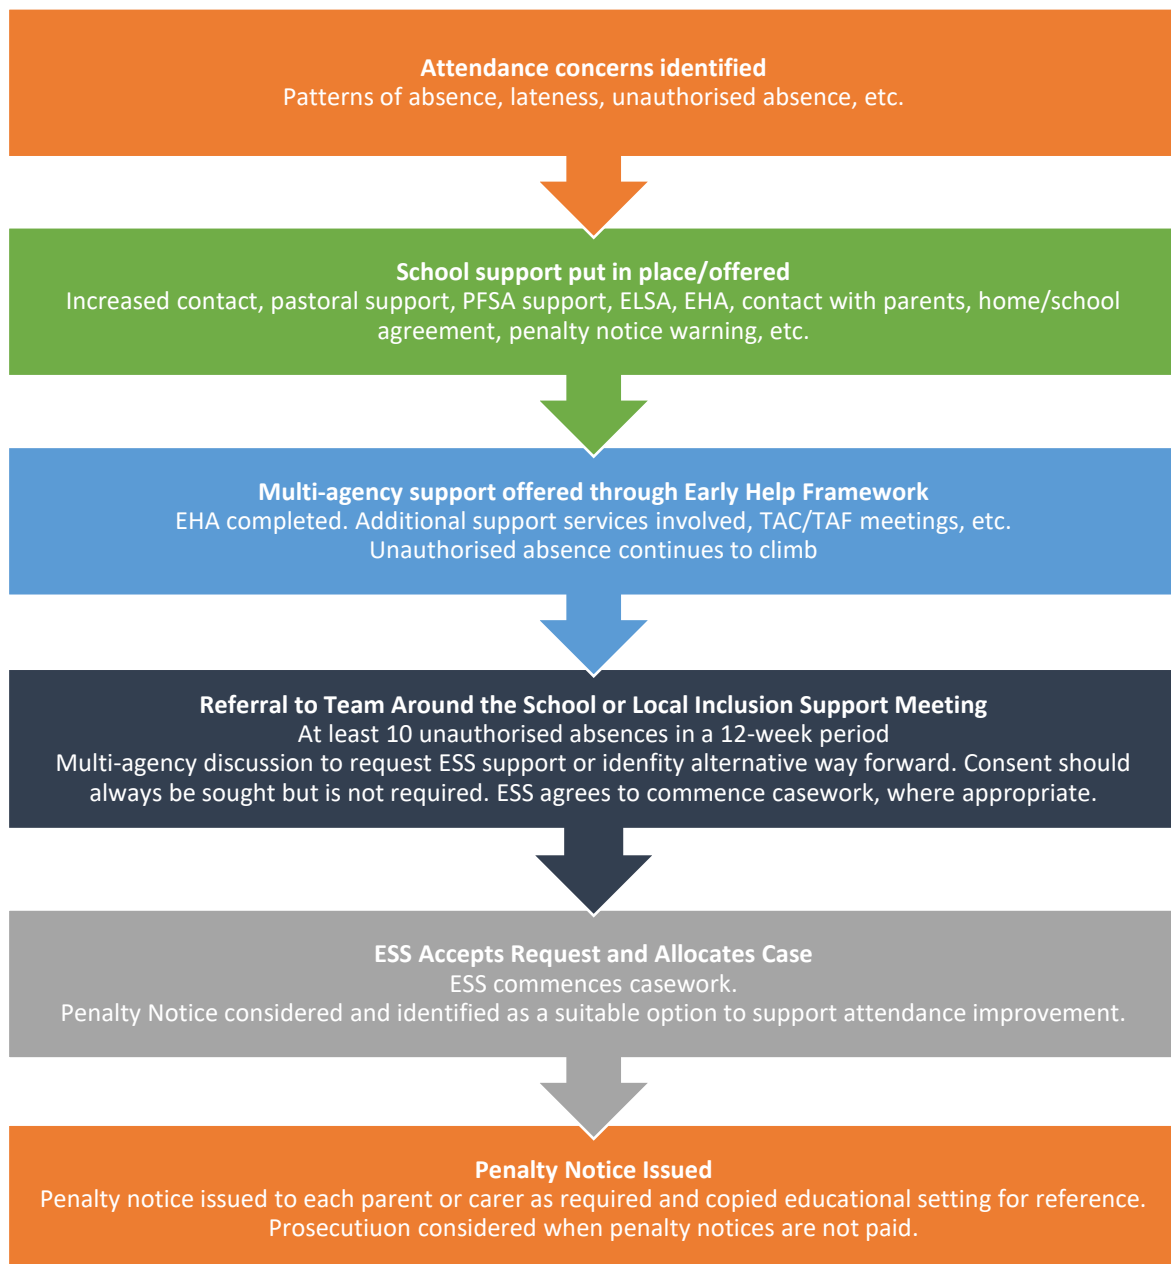 Attendance concerns identified
Patterns of absence, lateness, unauthorised absence, etc.
School support put in place/offered
Increased contact, pastoral support, PFSA support, ELSA, EHA, contact with parents, home/school
agreement, penalty notice warning, etc.
Multi-agency support offered through Early Help Framework
EHA completed. Additional support services involved, TAC/TAF meetings, etc.
Unauthorised absence continues to climb
Referral to Team Around the School or Local Inclusion Support Meeting
At least 10 unauthorised absences in a 12-week period
Multi-agency discussion to request ESS support or idenfity alternative way forward. Consent should
always be sought but is not required. ESS agrees to commence casework, where appropriate.
ESS Accepts Request and Allocates Case
ESS commences casework.
Penalty Notice considered and identified as a suitable option to support attendance improvement.
Penalty Notice Issued
Penalty notice issued to each parent or carer as required and copied educational setting for reference.
Prosecutiuon considered when penalty notices are not paid.